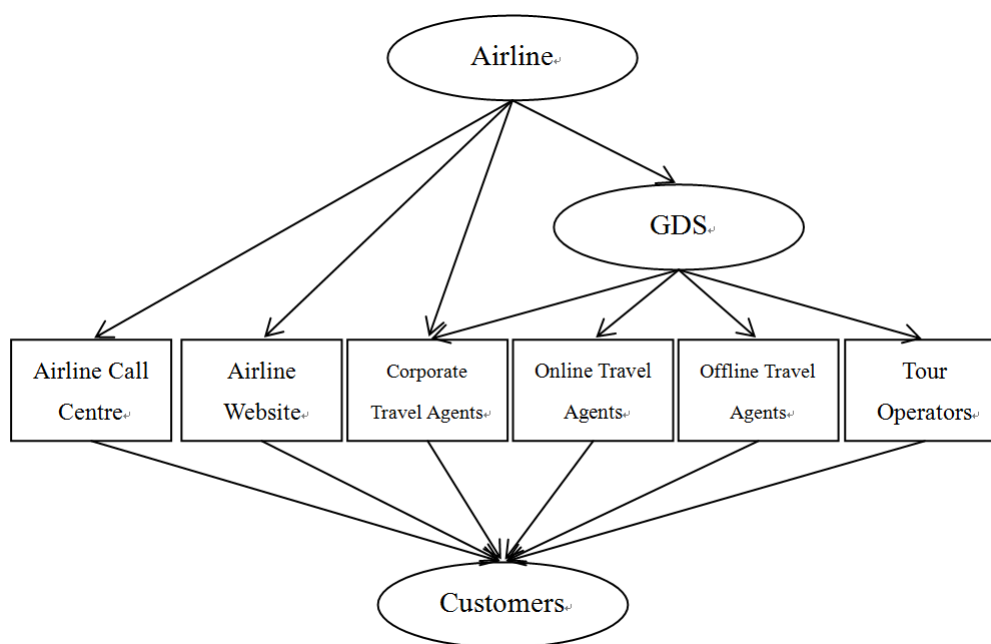 Airline
GDS
Airline Call
Centre
Airline
Website
Corporate
Travel Agents
Online Travel
Agents
Offline Travel
Agents
Tour
Operators
Customers